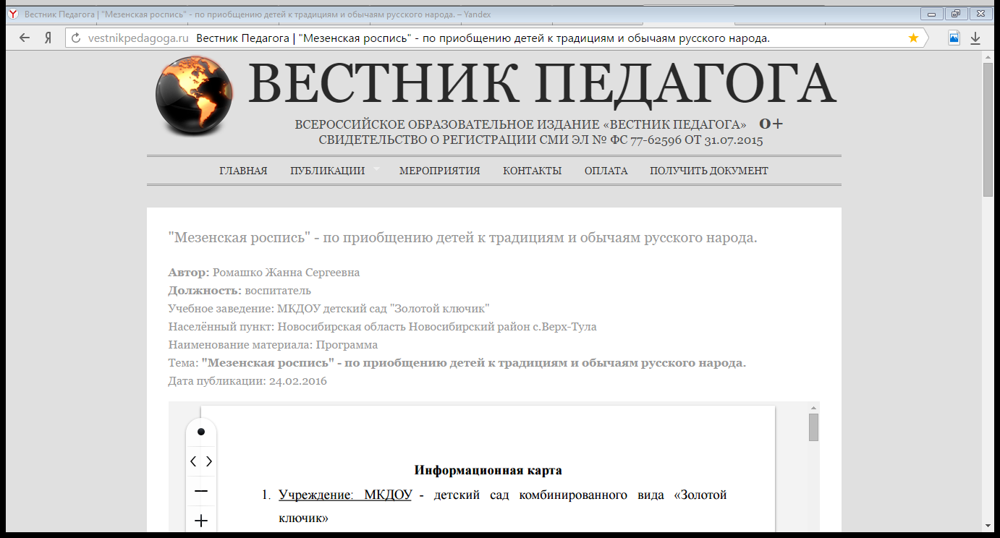 Вестник Педагога | "Мезенская роспись" - по приобщению детей к традициям и обычаям русского народа. – Yandex
Я vestnikpedagoga.ru Вестник Педагога | "Мезенская роспись" - по приобщению детей к традициям и обычаям русского народа.
ВЕСТНИК ПЕДАГОГА
ВСЕРОССИЙСКОЕ ОБРАЗОВАТЕЛЬНОЕ ИЗДАНИЕ «ВЕСТНИК ПЕДАГОГА» 0+
СВИДЕТЕЛЬСТВО О РЕГИСТРАЦИИ СМИ ЭЛ № ФС 77-62596 ОТ 31.07.2015
ГЛАВНАЯ ПУБЛИКАЦИИ МЕРОПРИЯТИЯ КОНТАКТЫ ОПЛАТА ПОЛУЧИТЬ ДОКУМЕНТ
"Мезенская роспись" - по приобщению детей к традициям и обычаям русского народа.
Автор: Ромашко Жанна Сергеевна
Должность: воспитатель
Учебное заведение: МКДОУ детский сад "Золотой ключик"
Населённый пункт: Новосибирская область Новосибирский район с.Верх-Тула
Наименование материала: Программа
Тема: "Мезенская роспись" - по приобщению детей к традициям и обычаям русского народа.
Дата публикации: 24.02.2016
Информационная карта
1. Учреждение: МКДОУ - детский сад комбинированного вида «Золотой
ключик»